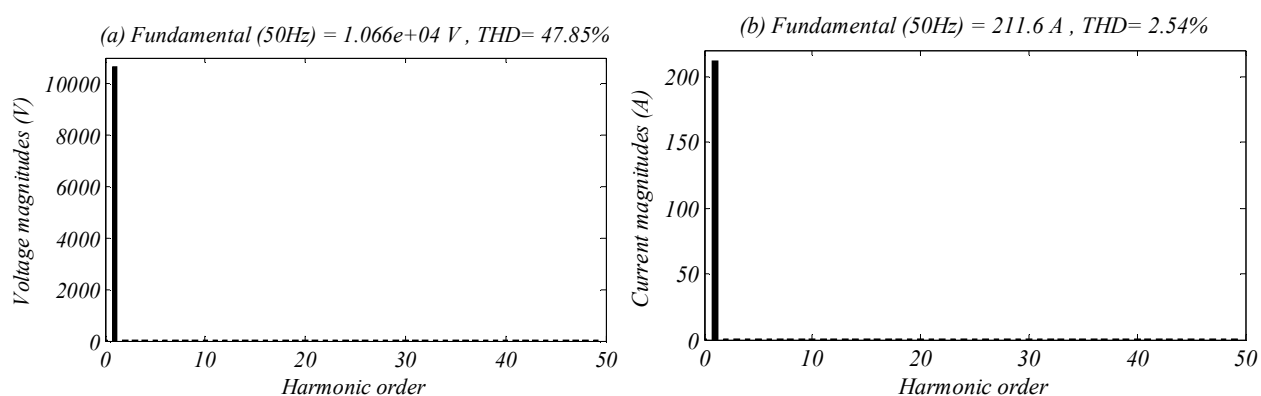 (a) Fundamental (50Hz) = 1.066e+04 V , THD= 47.85%
Voltage magnitudes (V)
10000
8000
6000
4000
2000
0
0 10 20 30 40 50
Harmonic order
(b) Fundamental (50Hz) = 211.6 A , THD= 2.54%
Current magnitudes (A)
200
150
100
50
0
0 10 20 30 40 50
Harmonic order